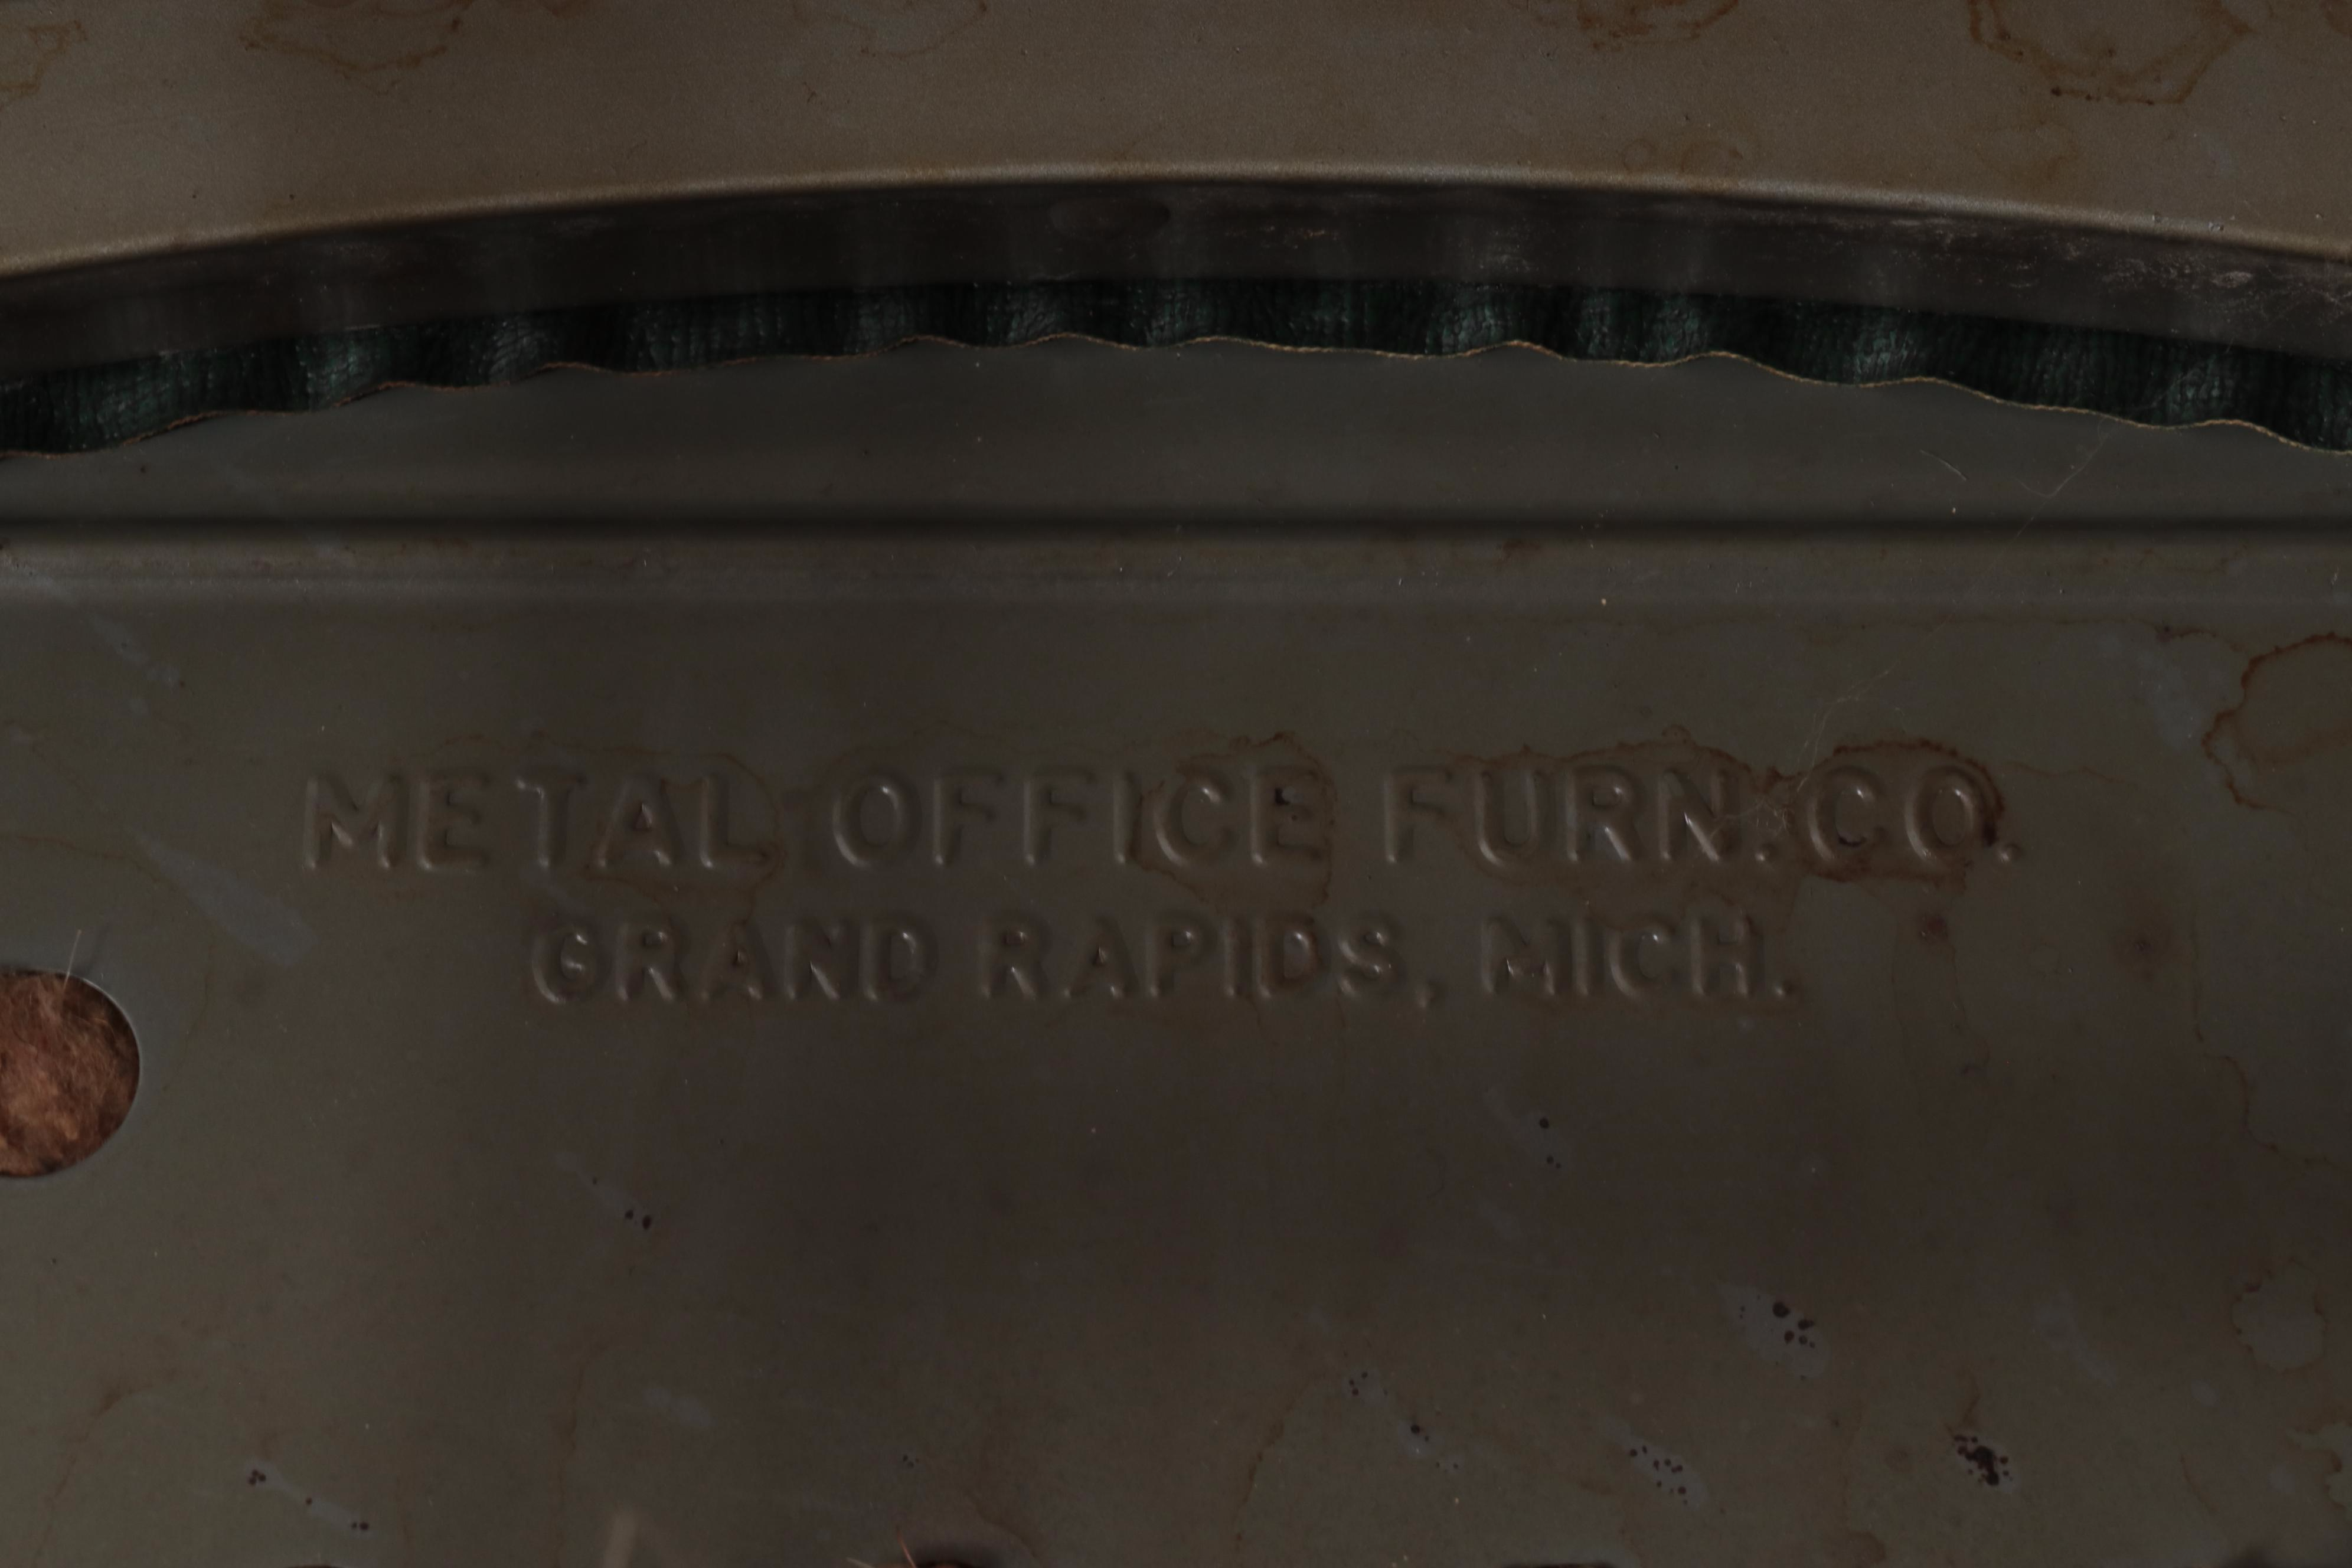 METAL OFFICE FURN. CO.
GRAND RAPIDS, MICH.